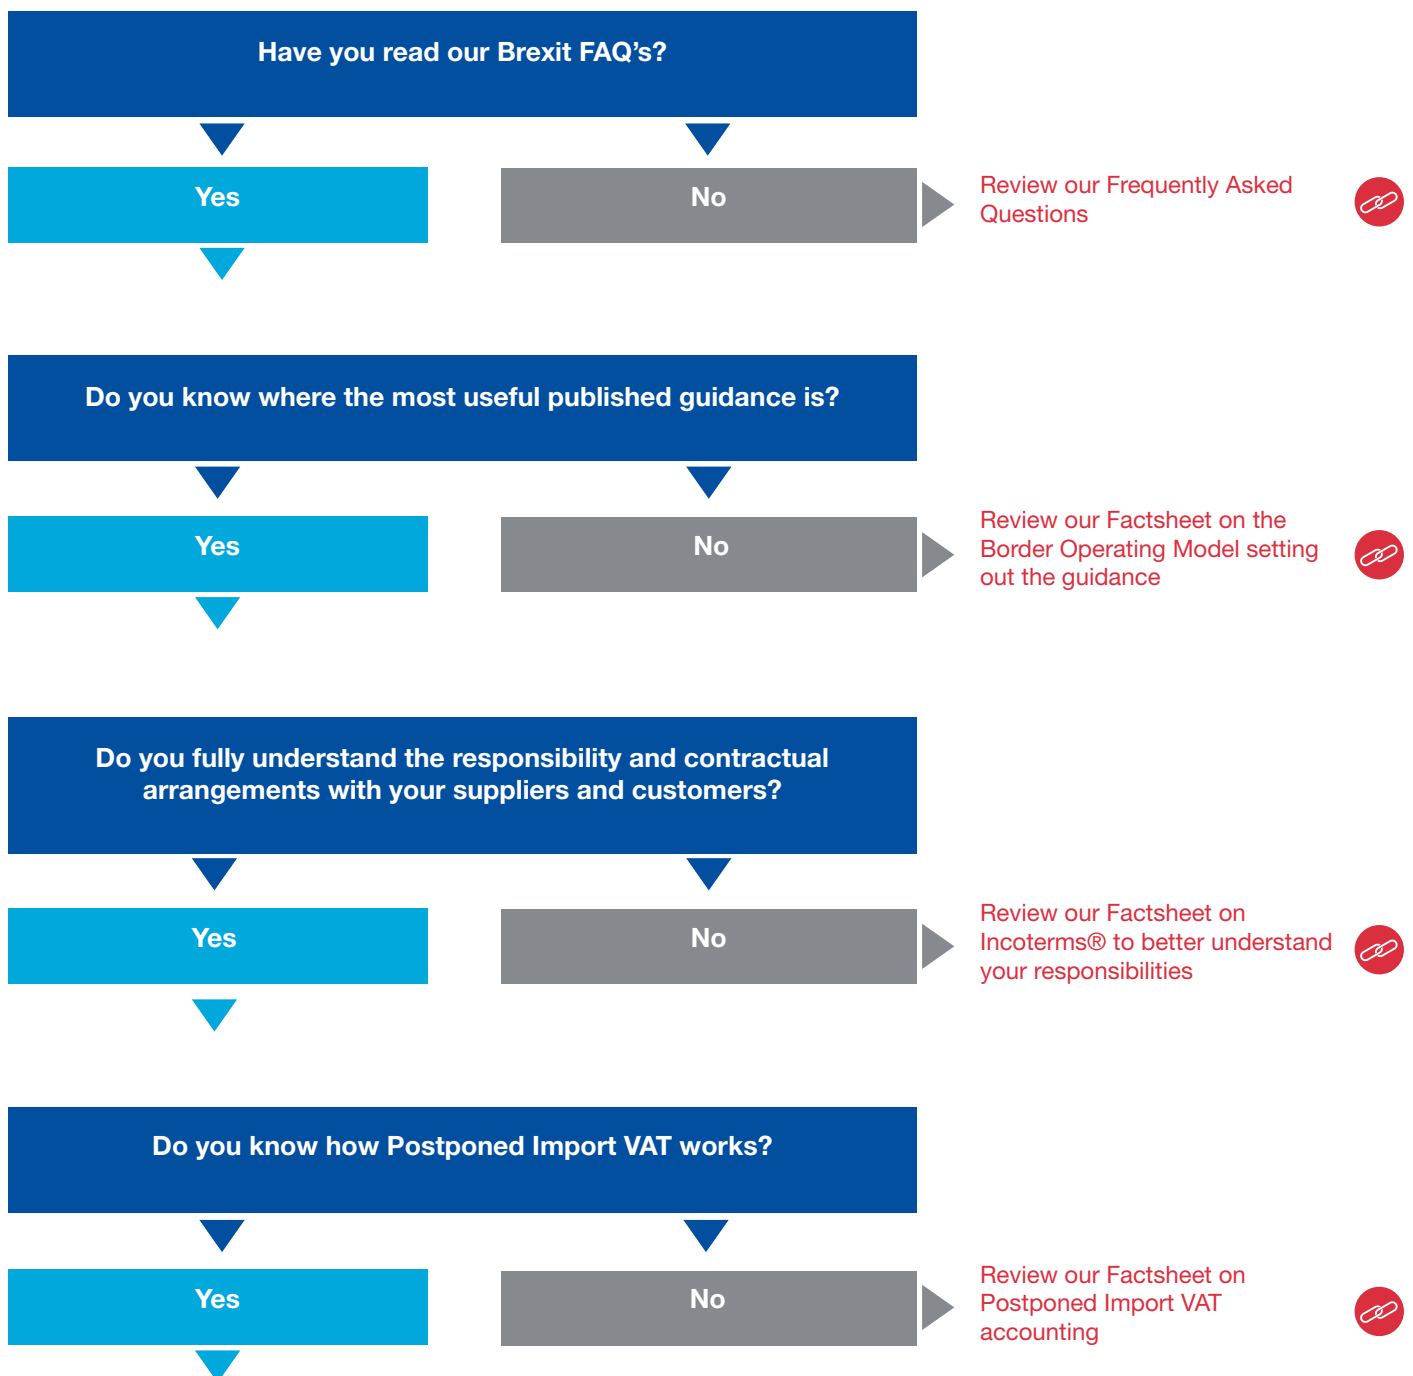 Have you read our Brexit FAQ’s?
Yes
No
Review our Frequently Asked
Questions
Do you know where the most useful published guidance is?
Yes
No
Review our Factsheet on the
Border Operating Model setting
out the guidance
Do you fully understand the responsibility and contractual
arrangements with your suppliers and customers?
Yes
No
Review our Factsheet on
Incoterms® to better understand
your responsibilities
Do you know how Postponed Import VAT works?
Yes
No
Review our Factsheet on
Postponed Import VAT
accounting